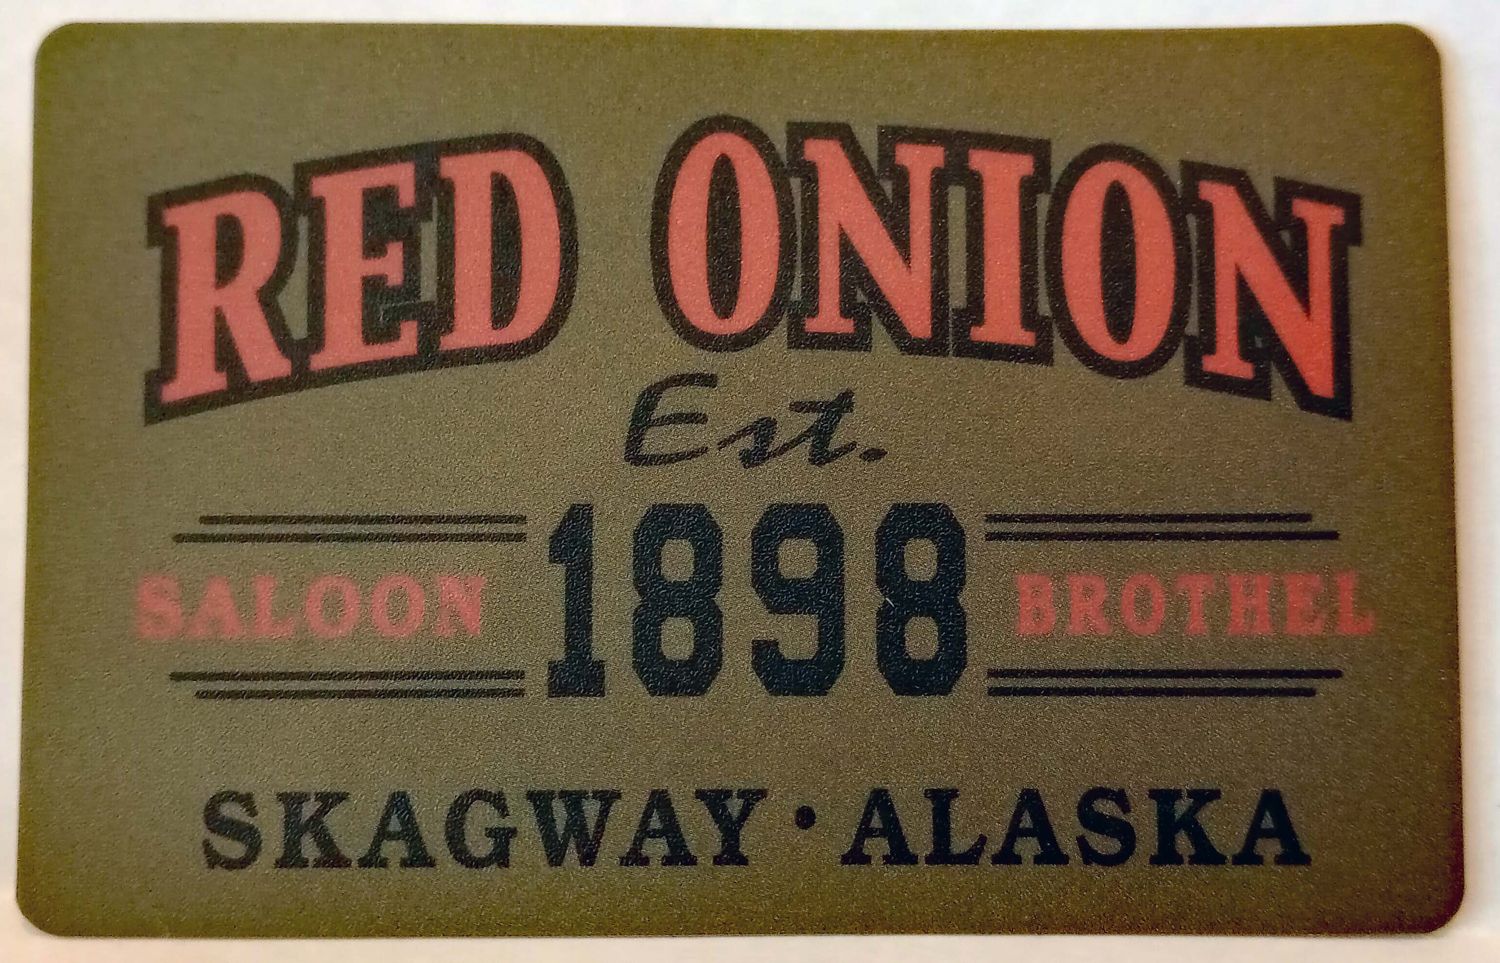 RED ONION
Est.
SALOON 1898 BROTHEL
SKAGWAY • ALASKA